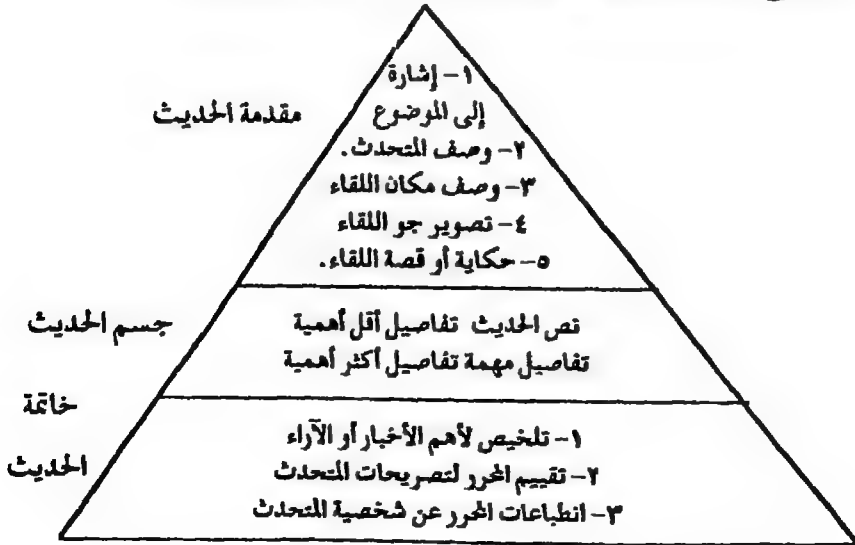 ١- إشارة
إلى الموضوع
مقدمة الحديث
٢- وصف المتحدث.
٣- وصف مكان اللقاء
٤- تصوير جو اللقاء
٥- حكاية أو قصة اللقاء.
جسم الحديث
نص الحديث تفاصيل أقل أهمية
تفاصيل مهمة تفاصيل أكثر أهمية
خاتمة
الحديث
١- تلخيص لأهم الأخبار أو الآراء
٢- تقييم المحرر لتصريحات المتحدث
٣- انطباعات المحرر عن شخصية المتحدث